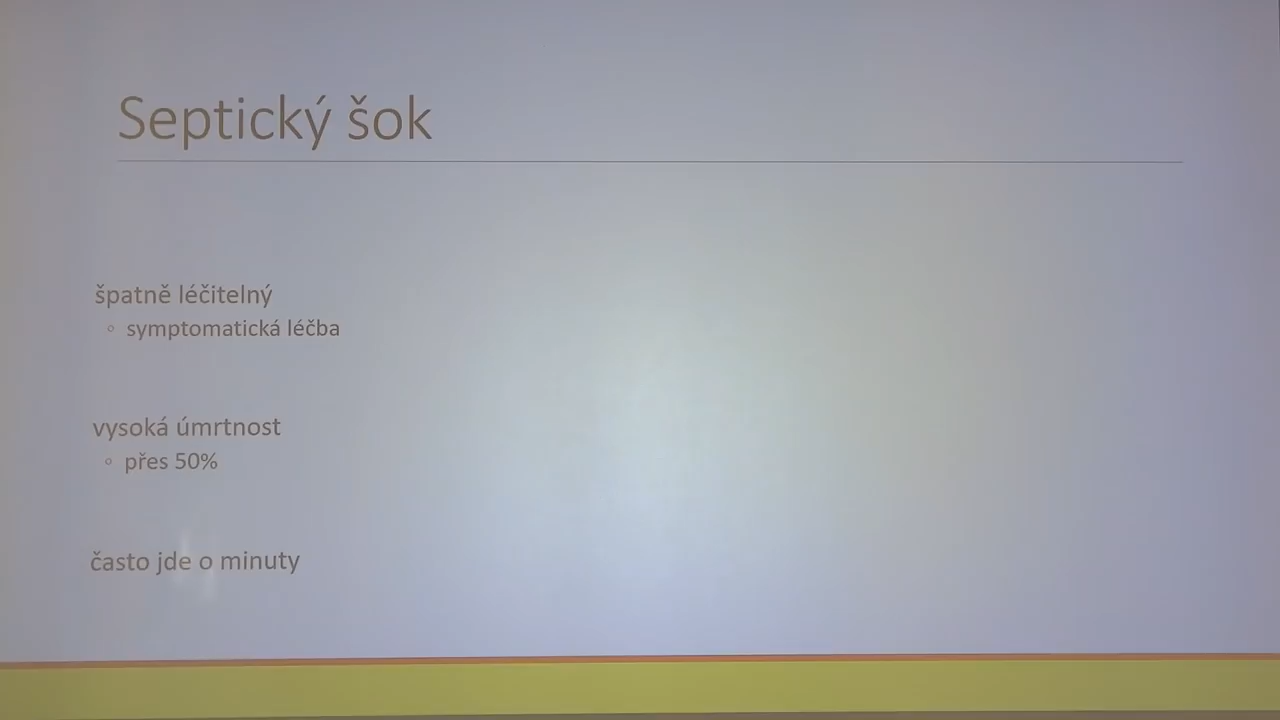 Septický šok
špatně léčitelný
◦ symptomatická léčba
vysoká úmrtnost
◦ přes 50%
často jde o minuty